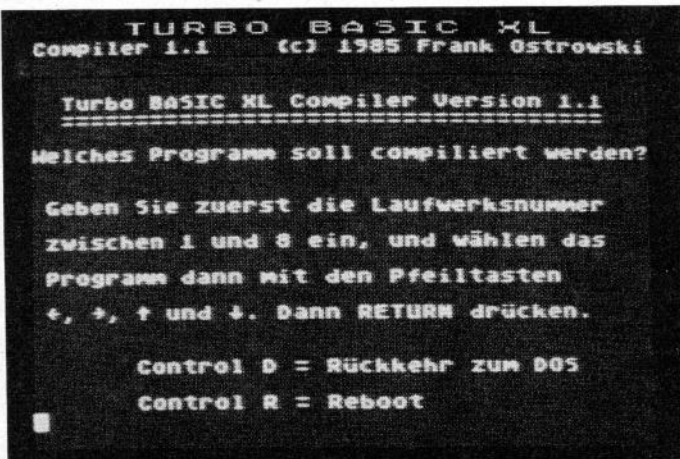 TURBO BASIC XL
Compiler 1.1 (c) 1985 Frank Ostrowski
Turbo BASIC XL Compiler Version 1.1
===================================
Welches Programm soll compiliert werden?
Geben Sie zuerst die Laufwerksnummer
zwischen 1 und 8 ein, und wählen das
Programm dann mit den Pfeiltasten
←, →, ↑ und ↓. Dann RETURN drücken.
Control D = Rückkehr zum DOS
Control R = Reboot